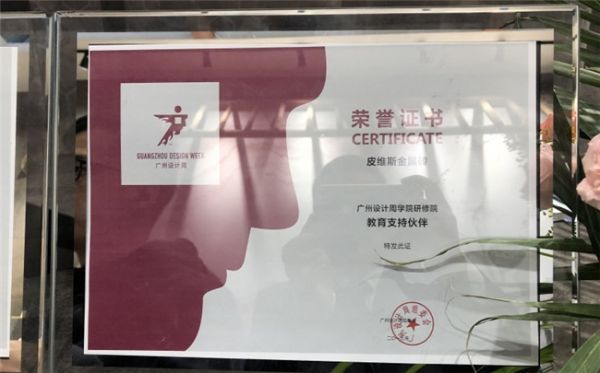 GUANGZHOU DESIGN WEEK
广州设计周
荣誉证书
CERTIFICATE
皮维斯金属砖
广州设计周学院研修院
教育支持伙伴
特发此证